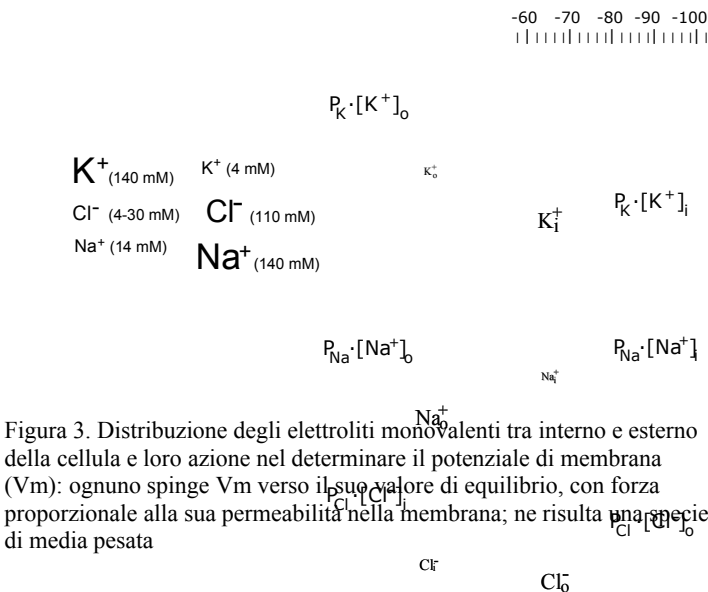 -60 -70 -80 -90 -100
P_K·[K⁺]_o
K⁺ (140 mM) K⁺ (4 mM)
K⁺_o
Cl⁻ (4-30 mM) Cl⁻ (110 mM)
K⁺_i
P_K·[K⁺]_i
Na⁺ (14 mM) Na⁺ (140 mM)
P_Na·[Na⁺]_o
P_Na·[Na⁺]_i
Na⁺_i
Na⁺_o
Figura 3. Distribuzione degli elettroliti monovalenti tra interno e esterno
della cellula e loro azione nel determinare il potenziale di membrana
(Vm): ognuno spinge Vm verso il suo valore di equilibrio, con forza
P_Cl·[Cl⁻]_i
proporzionale alla sua permeabilità nella membrana; ne risulta una specie
P_Cl·[Cl⁻]_o
di media pesata
Cl⁻_i
Cl⁻_o